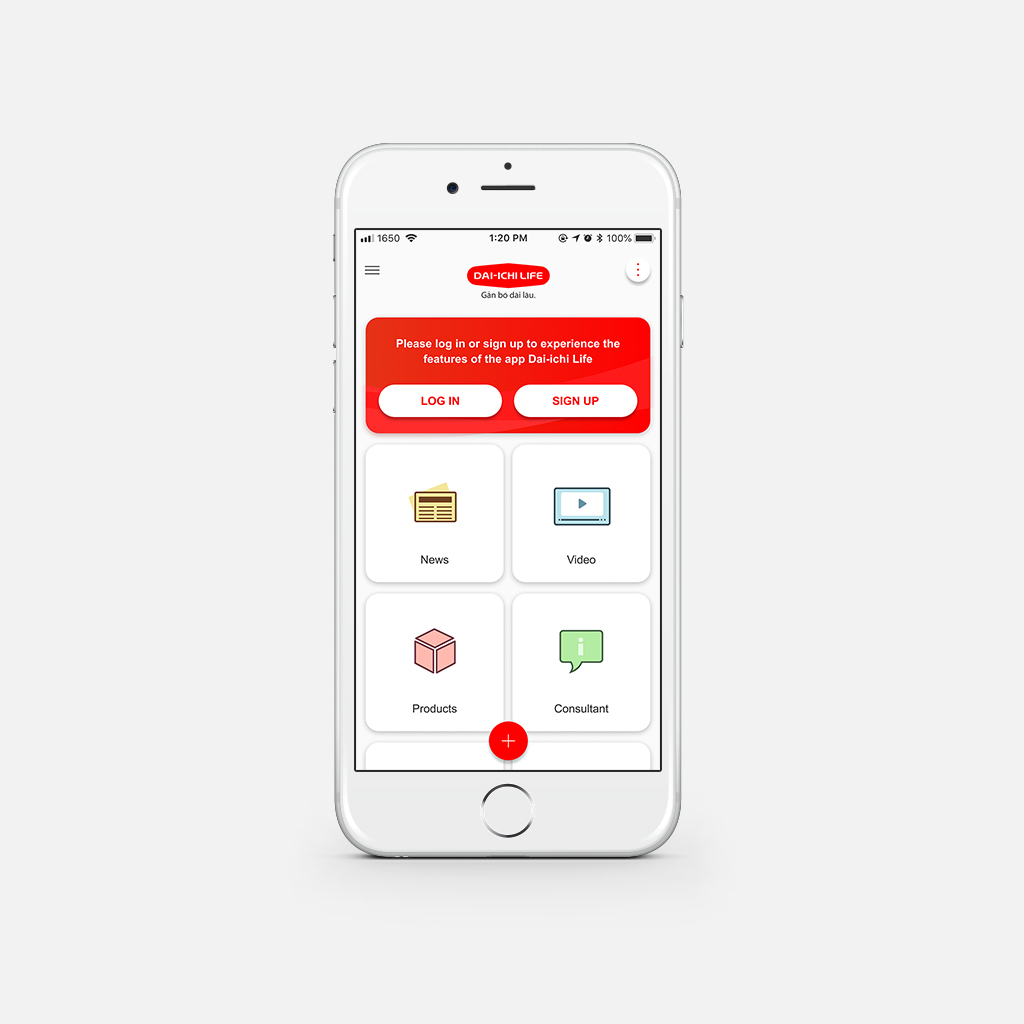 1650
1:20 PM
100%
DAI-ICHI LIFE
Gắn bó dài lâu.
Please log in or sign up to experience the
features of the app Dai-ichi Life
LOG IN
SIGN UP
News
Video
Products
Consultant